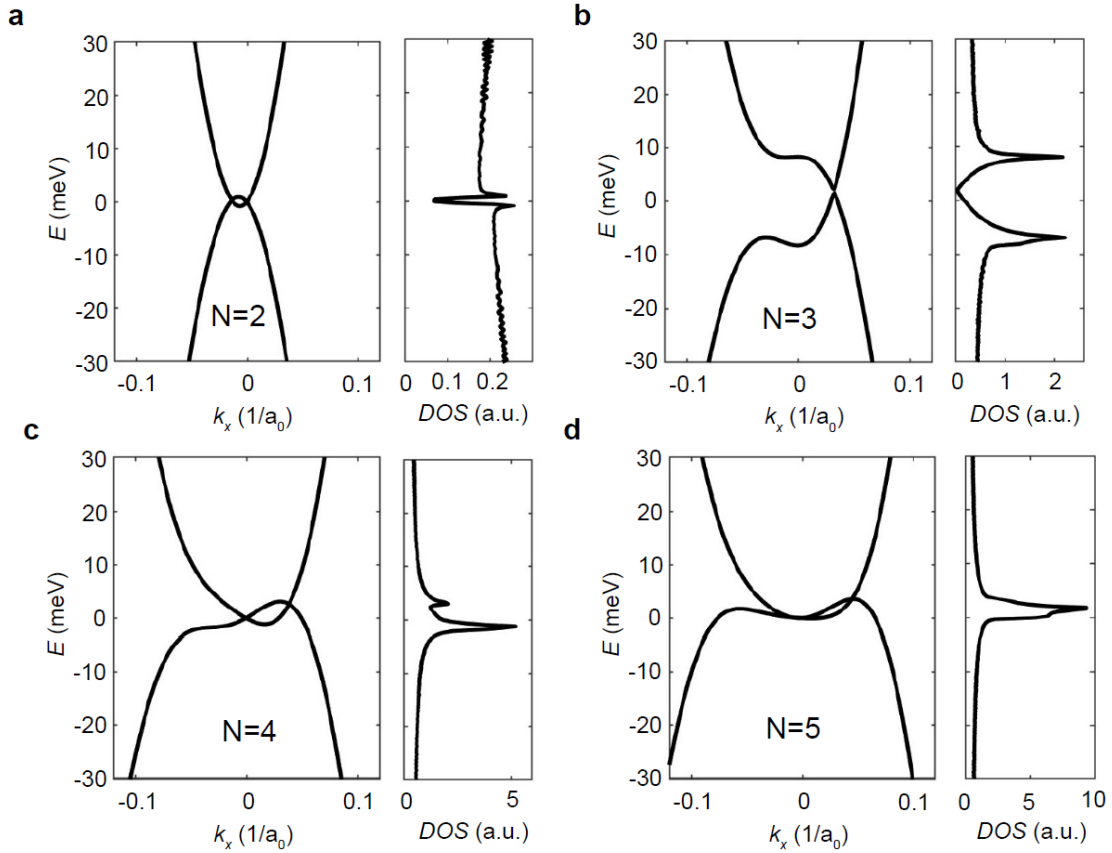 a
30
20
10
0
-10
-20
-30
E (meV)
N=2
-0.1 0 0.1
kx (1/a0)
0 0.1 0.2
DOS (a.u.)
b
30
20
10
0
-10
-20
-30
E (meV)
N=3
-0.1 0 0.1
kx (1/a0)
0 1 2
DOS (a.u.)
c
30
20
10
0
-10
-20
-30
E (meV)
N=4
-0.1 0 0.1
kx (1/a0)
0 5
DOS (a.u.)
d
30
20
10
0
-10
-20
-30
E (meV)
N=5
-0.1 0 0.1
kx (1/a0)
0 5 10
DOS (a.u.)